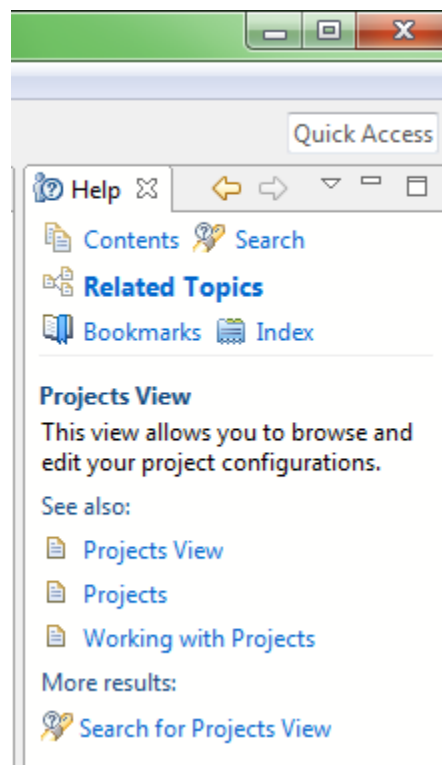 Quick Access
Help
Contents Search
Related Topics
Bookmarks Index
Projects View
This view allows you to browse and
edit your project configurations.
See also:
Projects View
Projects
Working with Projects
More results:
Search for Projects View